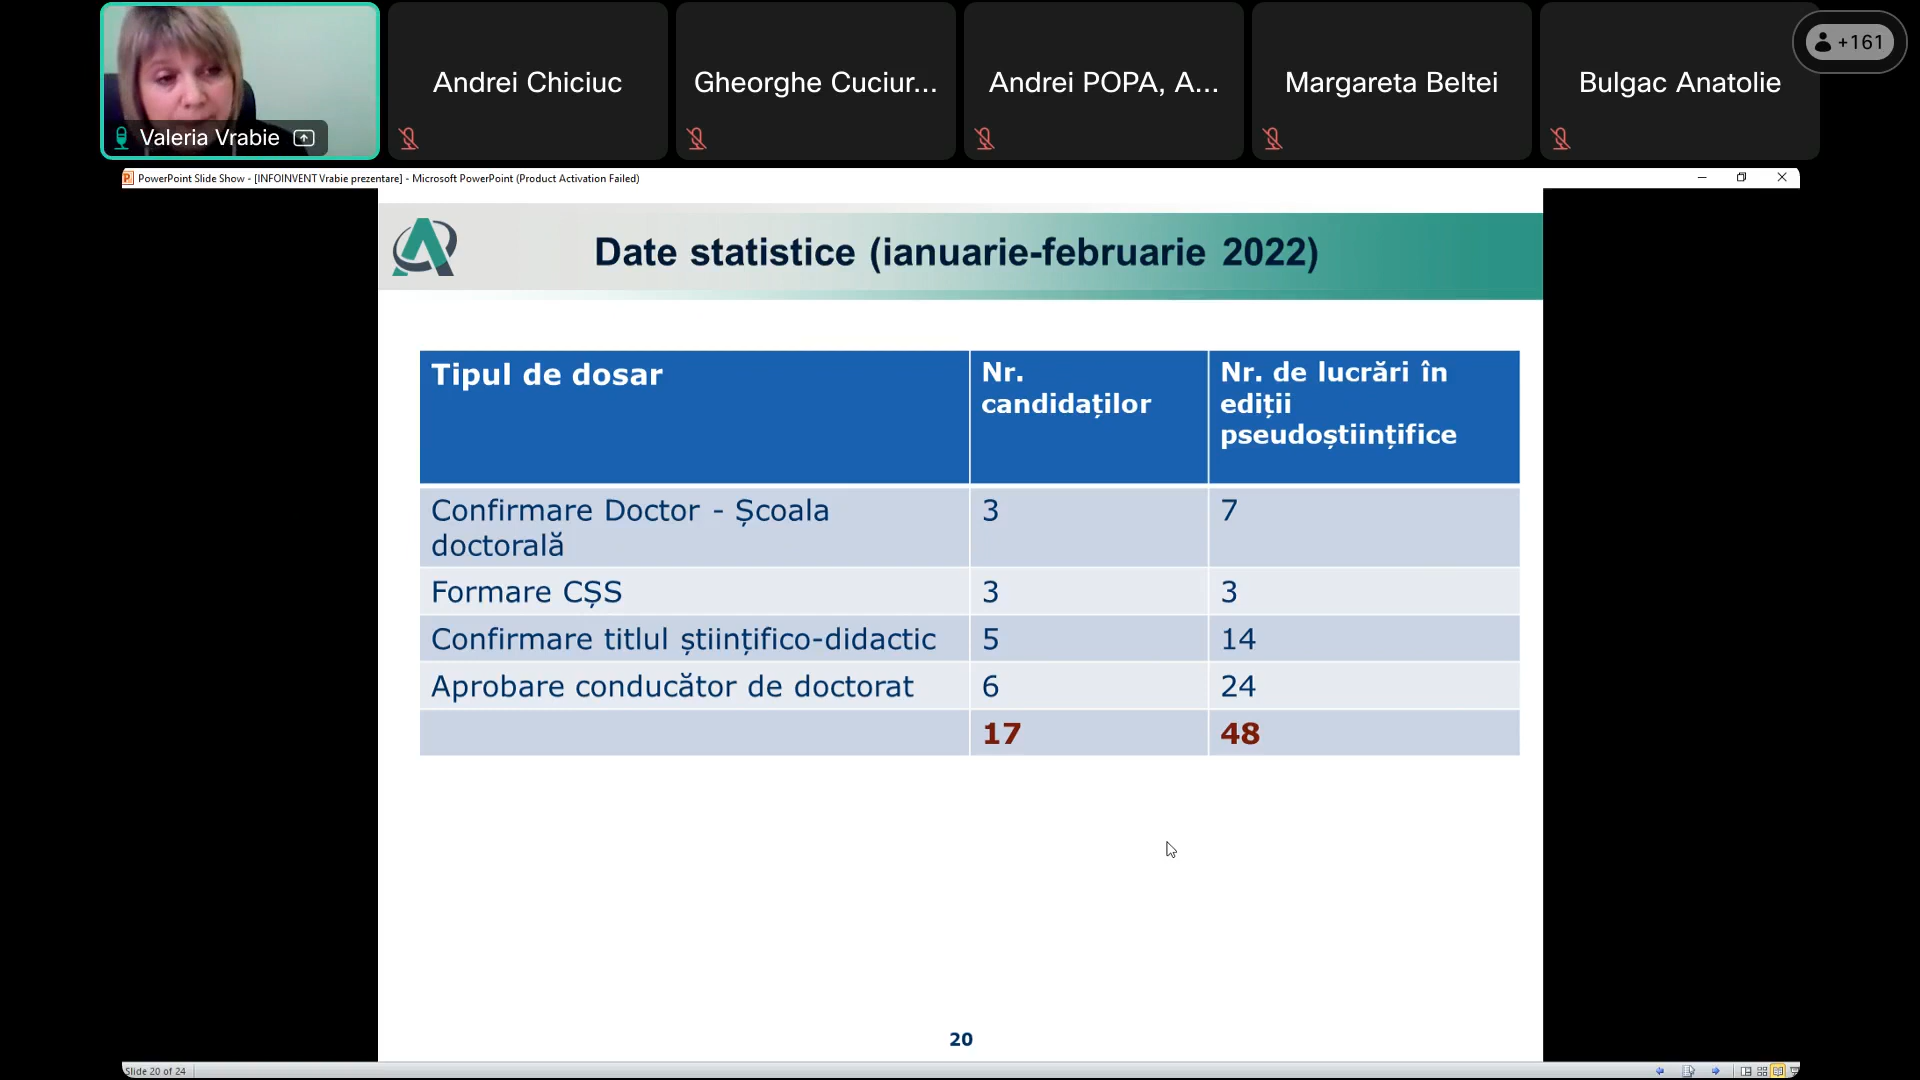 Andrei Chiciuc
Gheorghe Cuciur...
Andrei POPA, A...
Margareta Beltei
Bulgac Anatolie
+161
Valeria Vrabie
PowerPoint Slide Show - [INFOINVENT Vrabie prezentare] - Microsoft PowerPoint (Product Activation Failed)
Date statistice (ianuarie-februarie 2022)
Tipul de dosar
Nr.
candidaților
Nr. de lucrări în
ediții
pseudoștiințifice
Confirmare Doctor - Școala
doctorală
3
7
Formare CȘS
3
3
Confirmare titlul științifico-didactic
5
14
Aprobare conducător de doctorat
6
24
17
48
20
Slide 20 of 24